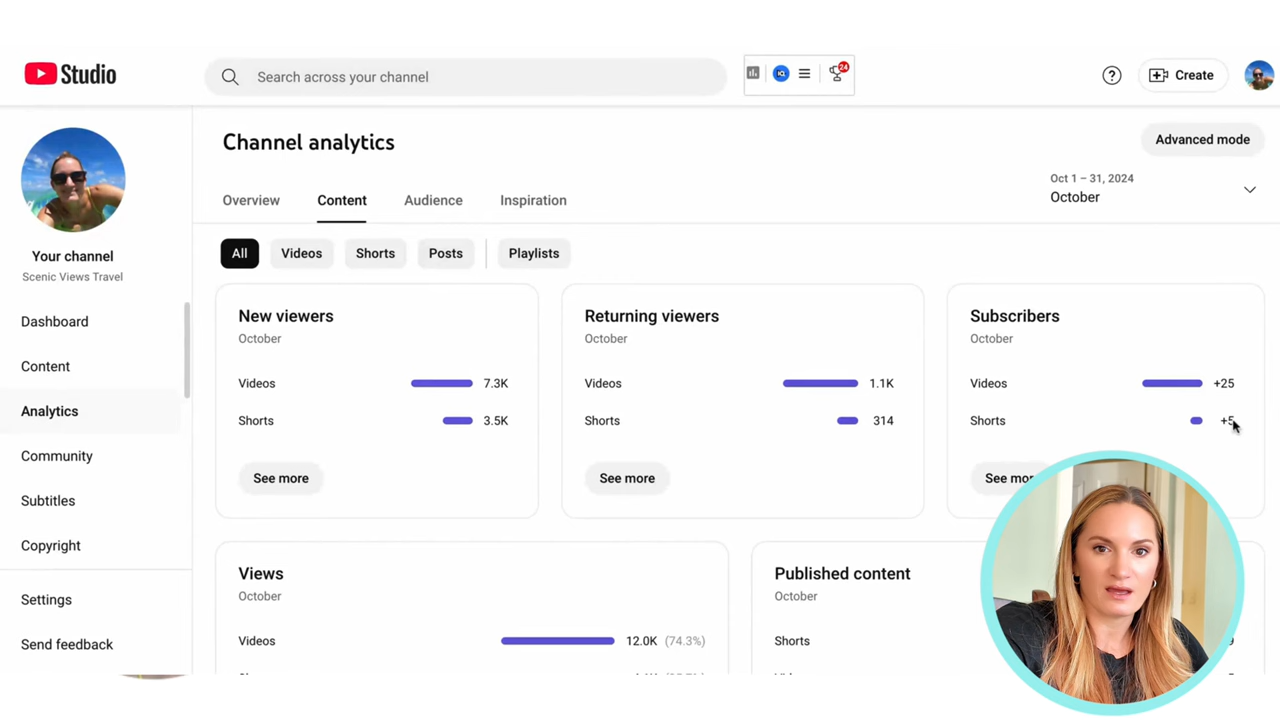 Studio
Search across your channel
24
Create
Channel analytics
Advanced mode
Oct 1 – 31, 2024
October
Overview
Content
Audience
Inspiration
Your channel
Scenic Views Travel
All
Videos
Shorts
Posts
Playlists
Dashboard
Content
Analytics
Community
Subtitles
Copyright
Settings
Send feedback
New viewers
October
Videos 7.3K
Shorts 3.5K
See more
Returning viewers
October
Videos 1.1K
Shorts 314
See more
Subscribers
October
Videos +25
Shorts +5
See
Views
October
Videos 12.0K (74.3%)
Published content
October
Shorts